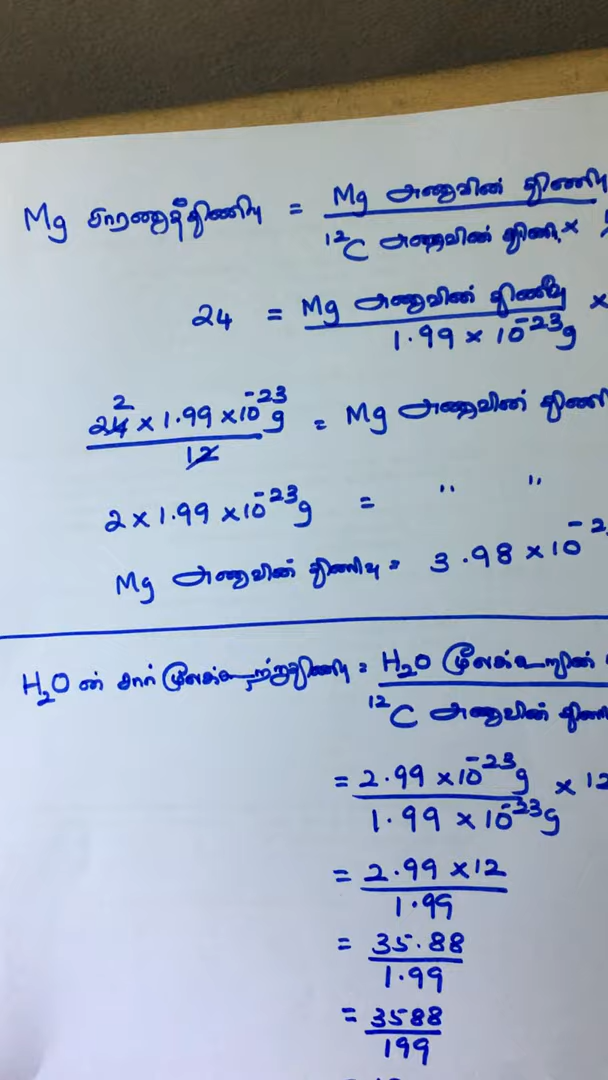 Mg சாரணுத்திணிவு = Mg அணுவின் திணிவு
¹²C அணுவின் திணி. ×
24 = Mg அணுவின் திணிவு ×
1.99 × 10⁻²³g
2
24 × 1.99 × 10⁻²³g = Mg அணுவின் திணி
12
2 × 1.99 × 10⁻²³g = " "
Mg அணுவின் திணிவு = 3.98 × 10⁻²
H₂O ன் சார் மூலக்கூற்றுதிணிவு = H₂O மூலக்கூறின்
¹²C அணுவின் திணி
= 2.99 × 10⁻²³g × 12
1.99 × 10⁻²³g
= 2.99 × 12
1.99
= 35.88
1.99
= 3588
199